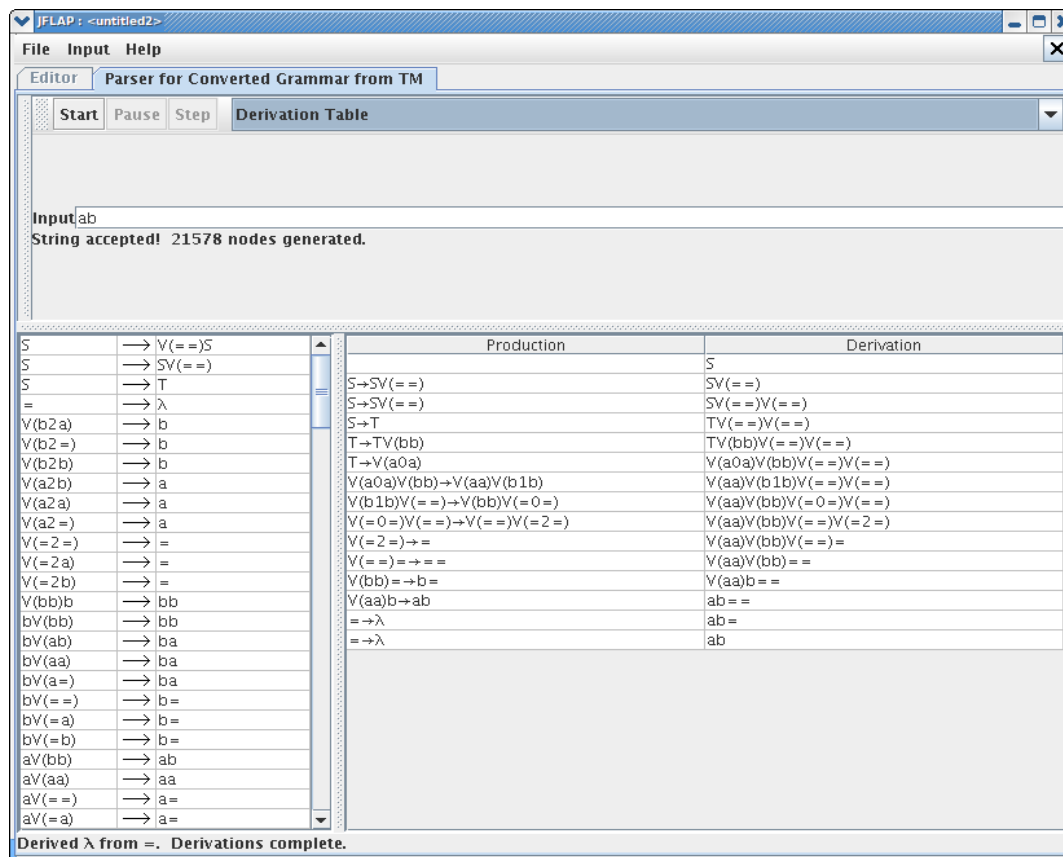 JFLAP : <untitled2>
File Input Help
Editor Parser for Converted Grammar from TM
Start Pause Step Derivation Table
Input ab
String accepted! 21578 nodes generated.
S → V(==)S
S → SV(==)
S → T
= → λ
V(b2a) → b
V(b2=) → b
V(b2b) → b
V(a2b) → a
V(a2a) → a
V(a2=) → a
V(=2=) → =
V(=2a) → =
V(=2b) → =
V(bb)b → bb
bV(bb) → bb
bV(ab) → ba
bV(aa) → ba
bV(a=) → ba
bV(==) → b=
bV(=a) → b=
bV(=b) → b=
aV(bb) → ab
aV(aa) → aa
aV(==) → a=
aV(=a) → a=
Production Derivation
S
S→SV(==) SV(==)
S→SV(==) SV(==)V(==)
S→T TV(==)V(==)
T→TV(bb) TV(bb)V(==)V(==)
T→V(a0a) V(a0a)V(bb)V(==)V(==)
V(a0a)V(bb)→V(aa)V(b1b) V(aa)V(b1b)V(==)V(==)
V(b1b)V(==)→V(bb)V(=0=) V(aa)V(bb)V(=0=)V(==)
V(=0=)V(==)→V(==)V(=2=) V(aa)V(bb)V(==)V(=2=)
V(=2=)→= V(aa)V(bb)V(==)=
V(==)=→== V(aa)V(bb)==
V(bb)=→b= V(aa)b==
V(aa)b→ab ab==
=→λ ab=
=→λ ab
Derived λ from =. Derivations complete.